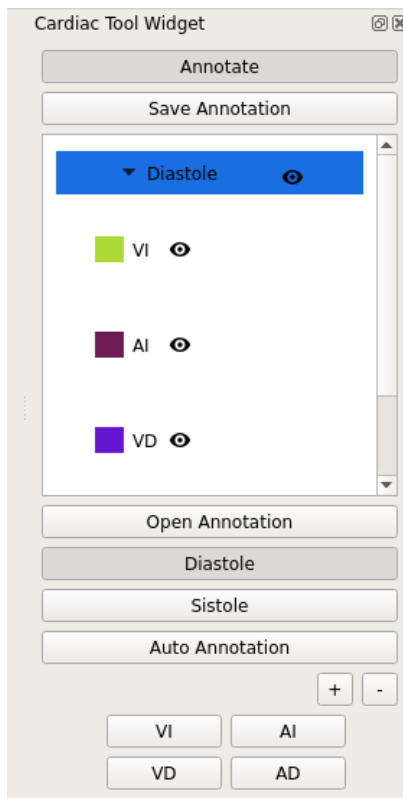 Cardiac Tool Widget
Annotate
Save Annotation
Diastole
VI
AI
VD
Open Annotation
Diastole
Sistole
Auto Annotation
+ -
VI AI
VD AD